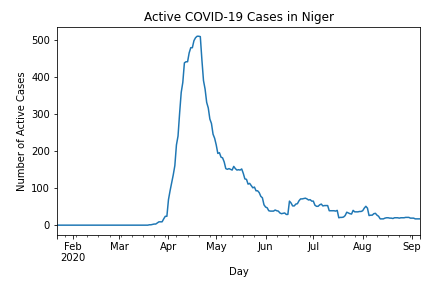 Active COVID-19 Cases in Niger
Number of Active Cases
500
400
300
200
100
0
Feb Mar Apr May Jun Jul Aug Sep
2020
Day